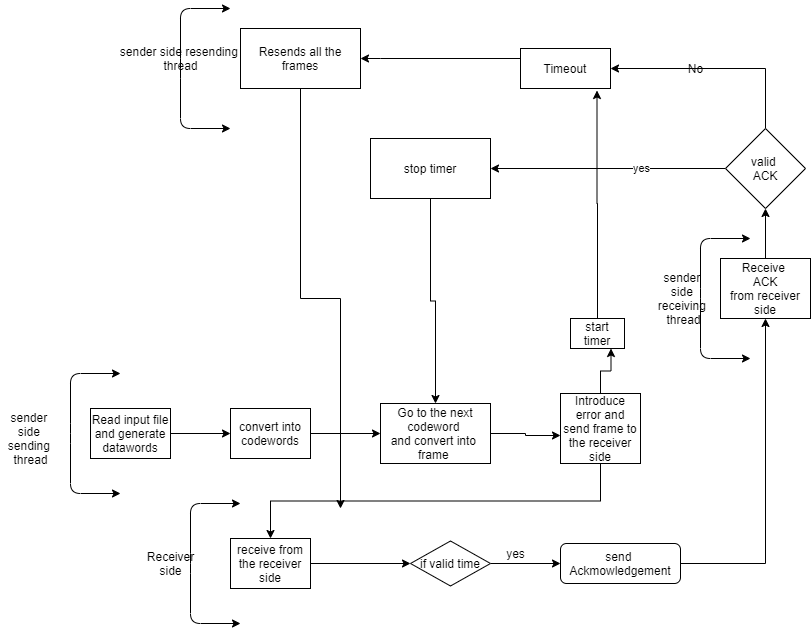 sender side resending
thread
Resends all the
frames
Timeout
No
stop timer
yes
valid
ACK
sender
side
receiving
thread
Receive
ACK
from receiver
side
start
timer
sender
side
sending
thread
Read input file
and generate
datawords
convert into
codewords
Go to the next
codeword
and convert into
frame
Introduce
error and
send frame to
the receiver
side
Receiver
side
receive from
the receiver
side
if valid time
yes
send
Ackmowledgement